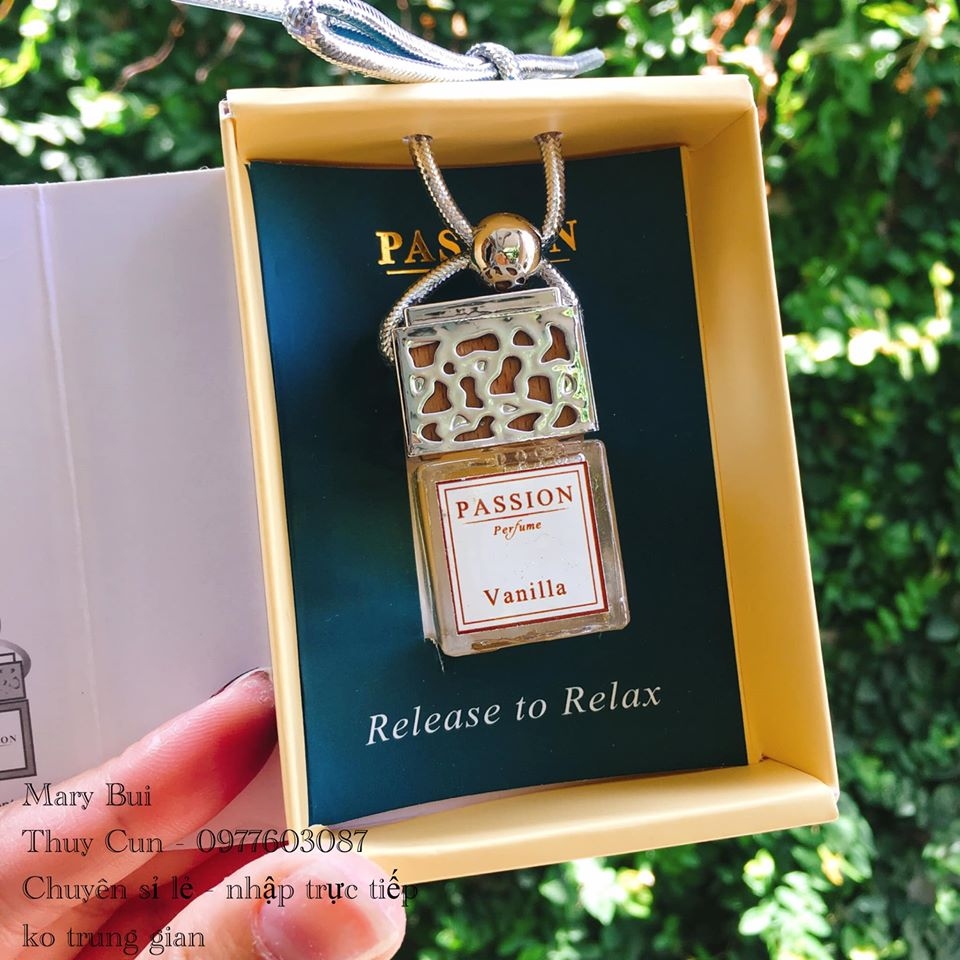 PASSION
PASSION
Perfume
Vanilla
Release to Relax
ON
Mary Bui
Thuy Cun - 0977603087
Chuyên sỉ lẻ - nhập trực tiếp
ko trung gian